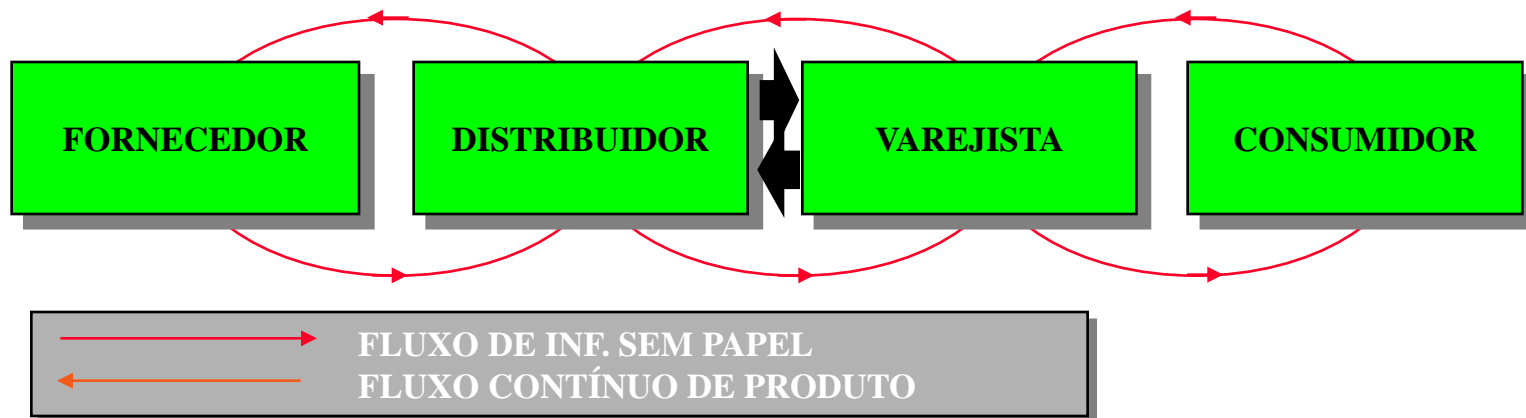 FORNECEDOR
DISTRIBUIDOR
VAREJISTA
CONSUMIDOR
FLUXO DE INF. SEM PAPEL
FLUXO CONTÍNUO DE PRODUTO